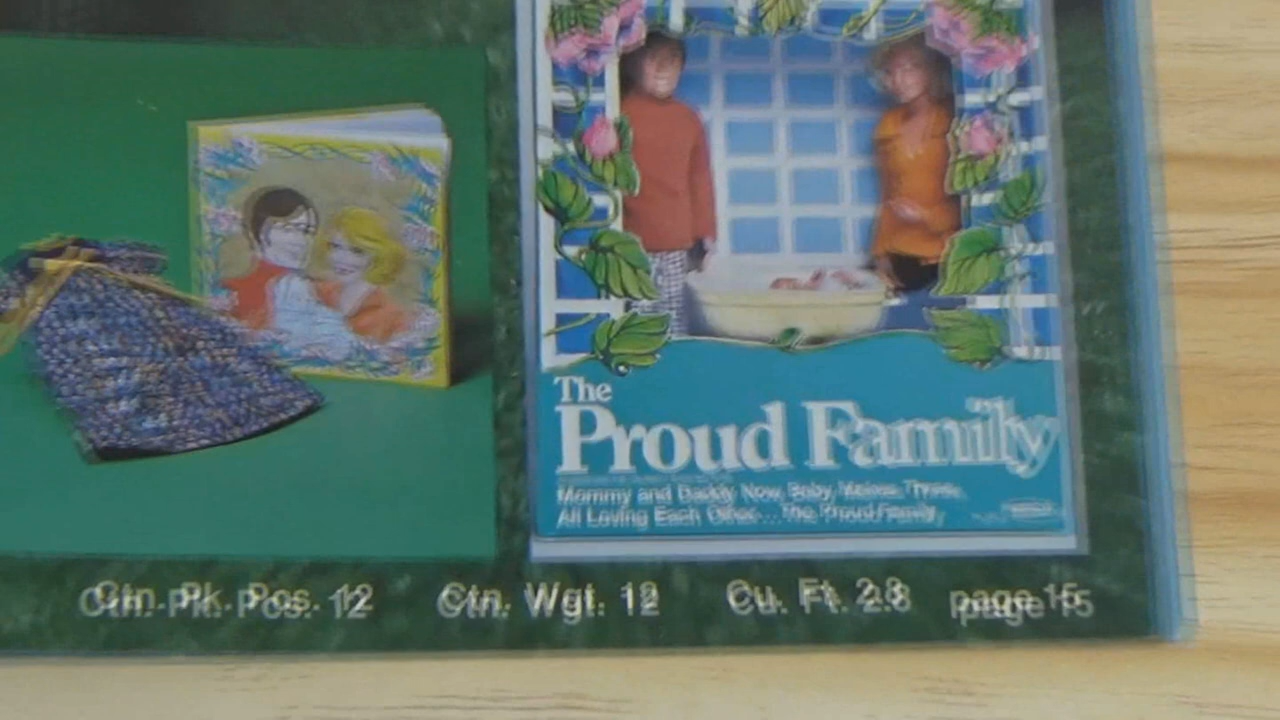 The
Proud Family
Mommy and Daddy Now Baby Makes Three,
All Loving Each Other...The Proud Family
Ctn. Pk. Pcs. 12 Ctn. Wgt. 12 Cu. Ft. 2.8 page 15